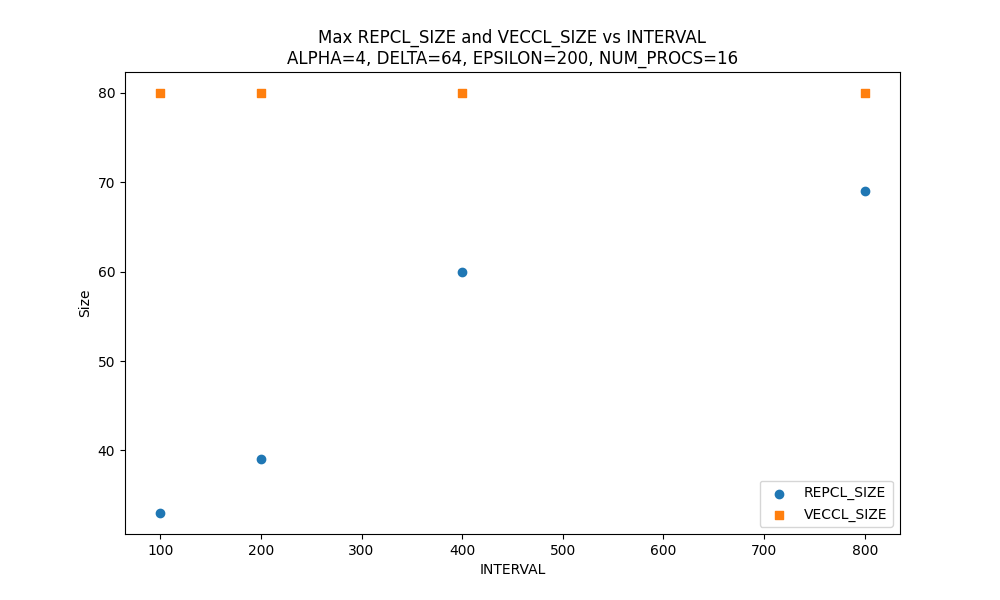 Max REPCL_SIZE and VECCL_SIZE vs INTERVAL
ALPHA=4, DELTA=64, EPSILON=200, NUM_PROCS=16
80
70
60
50
40
Size
REPCL_SIZE
VECCL_SIZE
100 200 300 400 500 600 700 800
INTERVAL